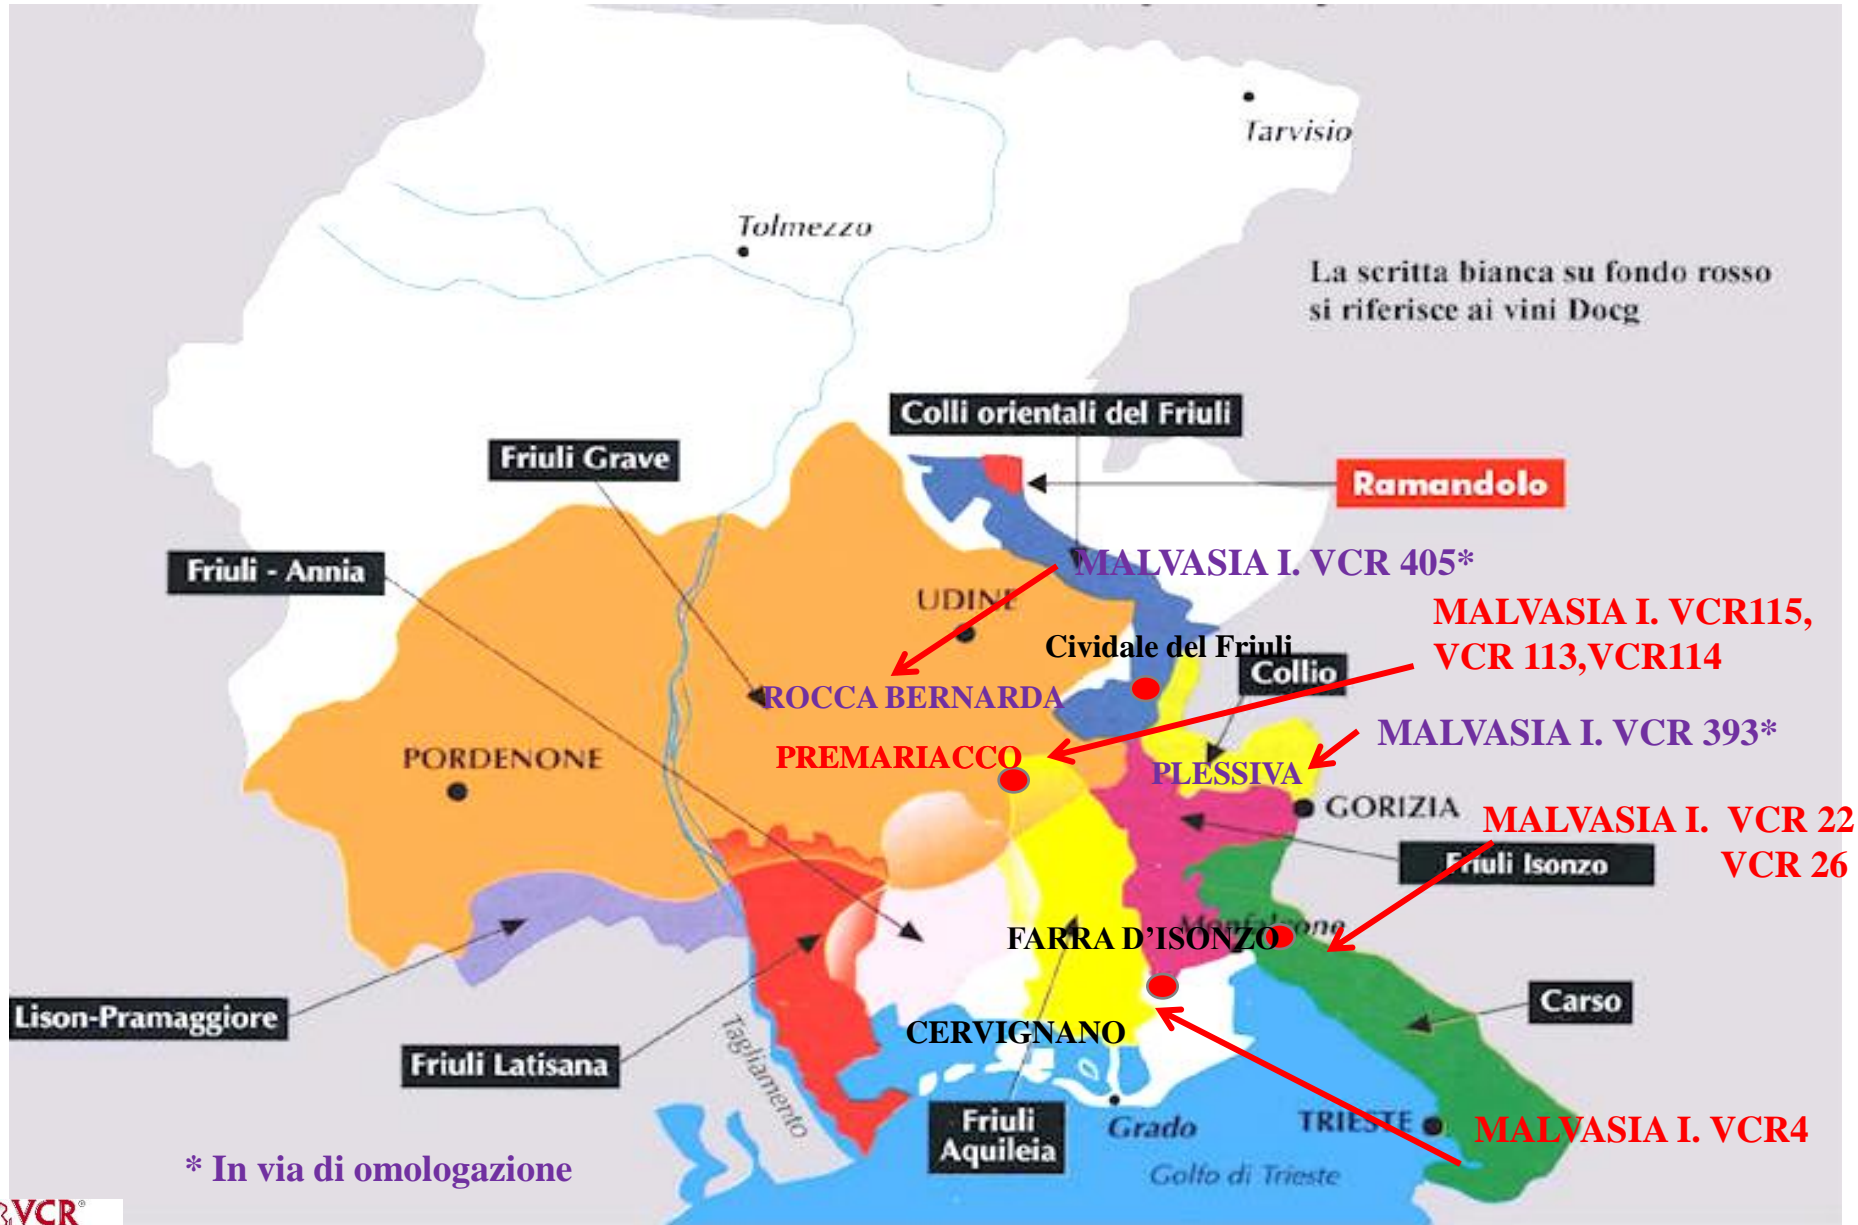 Tarvisio
Tolmezzo
La scritta bianca su fondo rosso
si riferisce ai vini Docg
Colli orientali del Friuli
Friuli Grave
Ramandolo
Friuli - Annia
MALVASIA I. VCR 405*
UDINE
MALVASIA I. VCR115,
VCR 113,VCR114
Cividale del Friuli
Collio
ROCCA BERNARDA
MALVASIA I. VCR 393*
PREMARIACCO
PORDENONE
PLESSIVA
GORIZIA
MALVASIA I. VCR 22
VCR 26
Friuli Isonzo
Monfalcone
FARRA D’ISONZO
Lison-Pramaggiore
Carso
CERVIGNANO
Friuli Latisana
Tagliamento
Friuli
Aquileia
Grado
TRIESTE
MALVASIA I. VCR4
Golfo di Trieste
* In via di omologazione
VCR®